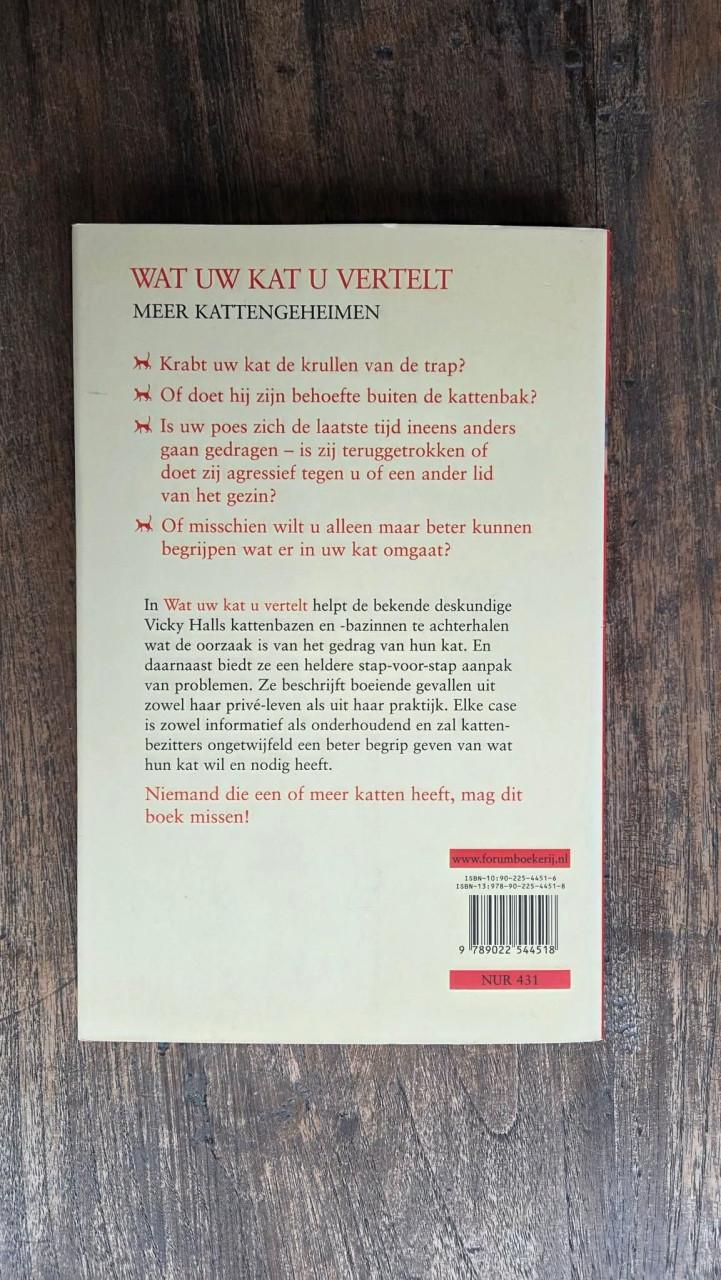 WAT UW KAT U VERTELT
MEER KATTENGEHEIMEN
Krabt uw kat de krullen van de trap?
Of doet hij zijn behoefte buiten de kattenbak?
Is uw poes zich de laatste tijd ineens anders
gaan gedragen – is zij teruggetrokken of
doet zij agressief tegen u of een ander lid
van het gezin?
Of misschien wilt u alleen maar beter kunnen
begrijpen wat er in uw kat omgaat?
In Wat uw kat u vertelt helpt de bekende deskundige
Vicky Halls kattenbazen en -bazinnen te achterhalen
wat de oorzaak is van het gedrag van hun kat. En
daarnaast biedt ze een heldere stap-voor-stap aanpak
van problemen. Ze beschrijft boeiende gevallen uit
zowel haar privé-leven als uit haar praktijk. Elke case
is zowel informatief als onderhoudend en zal katten-
bezitters ongetwijfeld een beter begrip geven van wat
hun kat wil en nodig heeft.
Niemand die een of meer katten heeft, mag dit
boek missen!
www.forumboekerij.nl
ISBN-10:90-225-4451-6
ISBN-13:978-90-225-4451-8
9 789022 544518
NUR 431